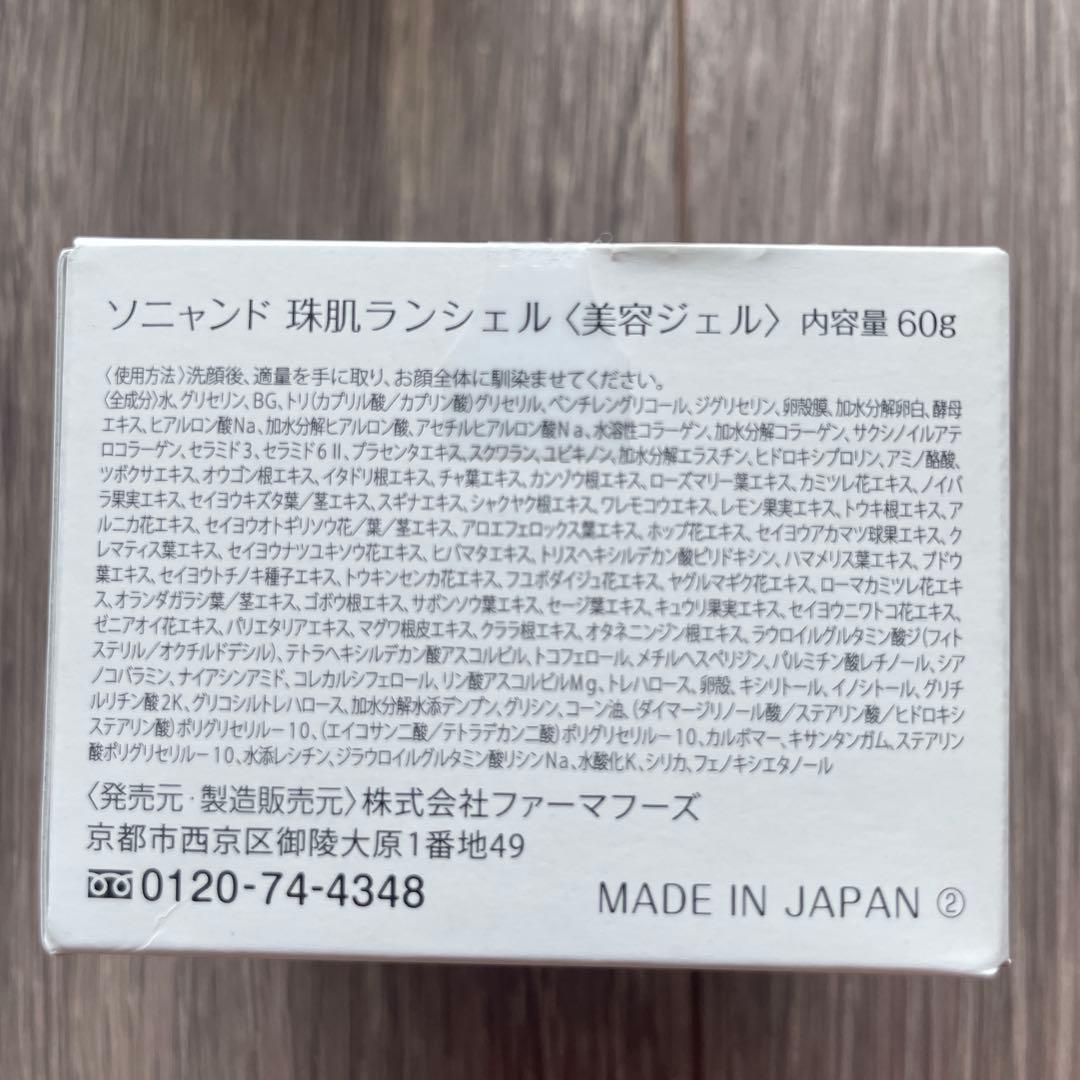 ソニャンド 珠肌ランシェル〈美容ジェル〉 内容量 60g
〈使用方法〉洗顔後、適量を手に取り、お顔全体に馴染ませてください。
〈全成分〉水、グリセリン、BG、トリ(カプリル酸／カプリン酸)グリセリル、ペンチレングリコール、ジグリセリン、卵殻膜、加水分解卵白、酵母
エキス、ヒアルロン酸Na、加水分解ヒアルロン酸、アセチルヒアルロン酸Na、水溶性コラーゲン、加水分解コラーゲン、サクシノイルアテ
ロコラーゲン、セラミド3、セラミド6Ⅱ、プラセンタエキス、スクワラン、ユビキノン、加水分解エラスチン、ヒドロキシプロリン、アミノ酪酸、
ツボクサエキス、オウゴン根エキス、イタドリ根エキス、チャ葉エキス、カンゾウ根エキス、ローズマリー葉エキス、カミツレ花エキス、ノイバ
ラ果実エキス、セイヨウキズタ葉／茎エキス、スギナエキス、シャクヤク根エキス、ワレモコウエキス、レモン果実エキス、トウキ根エキス、ア
ルニカ花エキス、セイヨウオトギリソウ花／葉／茎エキス、アロエフェロックス葉エキス、ホップ花エキス、セイヨウアカマツ球果エキス、ク
レマティス葉エキス、セイヨウナツユキソウ花エキス、ヒバマタエキス、トリスヘキシルデカン酸ピリドキシン、ハマメリス葉エキス、ブドウ
葉エキス、セイヨウトチノキ種子エキス、トウキンセンカ花エキス、フユボダイジュ花エキス、ヤグルマギク花エキス、ローマカミツレ花エキ
ス、オランダガラシ葉／茎エキス、ゴボウ根エキス、サボンソウ葉エキス、セージ葉エキス、キュウリ果実エキス、セイヨウニワトコ花エキス、
ゼニアオイ花エキス、パリエタリアエキス、マグワ根皮エキス、クララ根エキス、オタネニンジン根エキス、ラウロイルグルタミン酸ジ(フィト
ステリル／オクチルドデシル)、テトラヘキシルデカン酸アスコルビル、トコフェロール、メチルヘスペリジン、パルミチン酸レチノール、シア
ノコバラミン、ナイアシンアミド、コレカルシフェロール、リン酸アスコルビルMg、トレハロース、卵殻、キシリトール、イノシトール、グリチ
ルリチン酸2K、グリコシルトレハロース、加水分解水添デンプン、グリシン、コーン油、(ダイマージリノール酸／ステアリン酸／ヒドロキシ
ステアリン酸)ポリグリセリル－10、(エイコサン二酸／テトラデカン二酸)ポリグリセリル－10、カルボマー、キサンタンガム、ステアリン
酸ポリグリセリル－10、水添レシチン、ジラウロイルグルタミン酸リシンNa、水酸化K、シリカ、フェノキシエタノール
〈発売元・製造販売元〉株式会社ファーマフーズ
京都市西京区御陵大原1番地49
0120-74-4348
MADE IN JAPAN ②